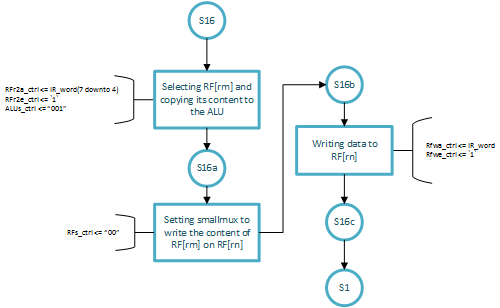 S16
RFr2a_ctrl <= IR_word(7 downto 4)
RFr2e_ctrl <= '1'
ALUs_ctrl <= "001"
Selecting RF[rm] and
copying its content to
the ALU
S16a
RFs_ctrl <= "00"
Setting smallmux to
write the content of
RF[rm] on RF[rn]
S16b
Writing data to
RF[rn]
Rfwa_ctrl <= IR_word
Rfwe_ctrl <= '1'
S16c
S1